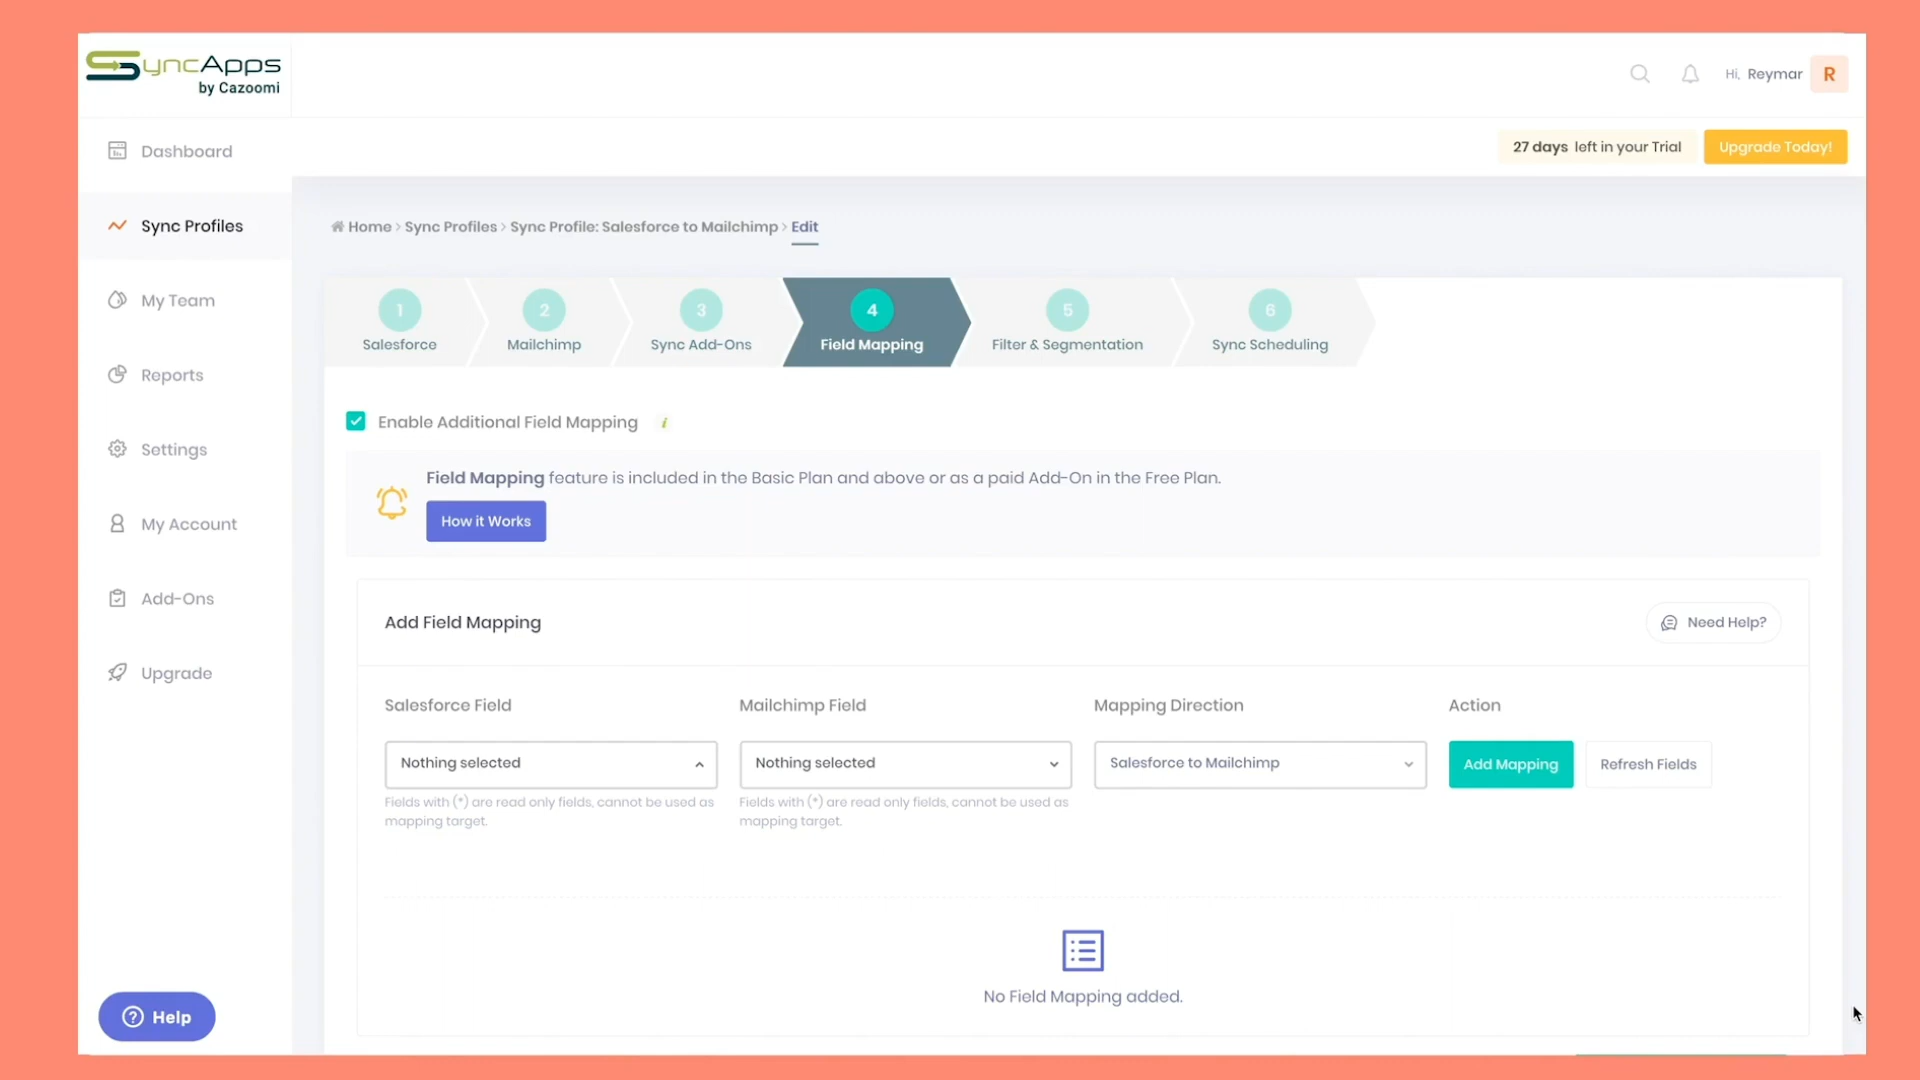 SyncApps
by Cazoomi
Hi, Reymar R
27 days left in your Trial
Upgrade Today!
Dashboard
Sync Profiles
My Team
Reports
Settings
My Account
Add-Ons
Upgrade
Help
Home > Sync Profiles > Sync Profile: Salesforce to Mailchimp > Edit
1 Salesforce
2 Mailchimp
3 Sync Add-Ons
4 Field Mapping
5 Filter & Segmentation
6 Sync Scheduling
Enable Additional Field Mapping i
Field Mapping feature is included in the Basic Plan and above or as a paid Add-On in the Free Plan.
How it Works
Add Field Mapping
Need Help?
Salesforce Field
Mailchimp Field
Mapping Direction
Action
Nothing selected
Nothing selected
Salesforce to Mailchimp
Add Mapping
Refresh Fields
Fields with (*) are read only fields, cannot be used as
mapping target.
Fields with (*) are read only fields, cannot be used as
mapping target.
No Field Mapping added.